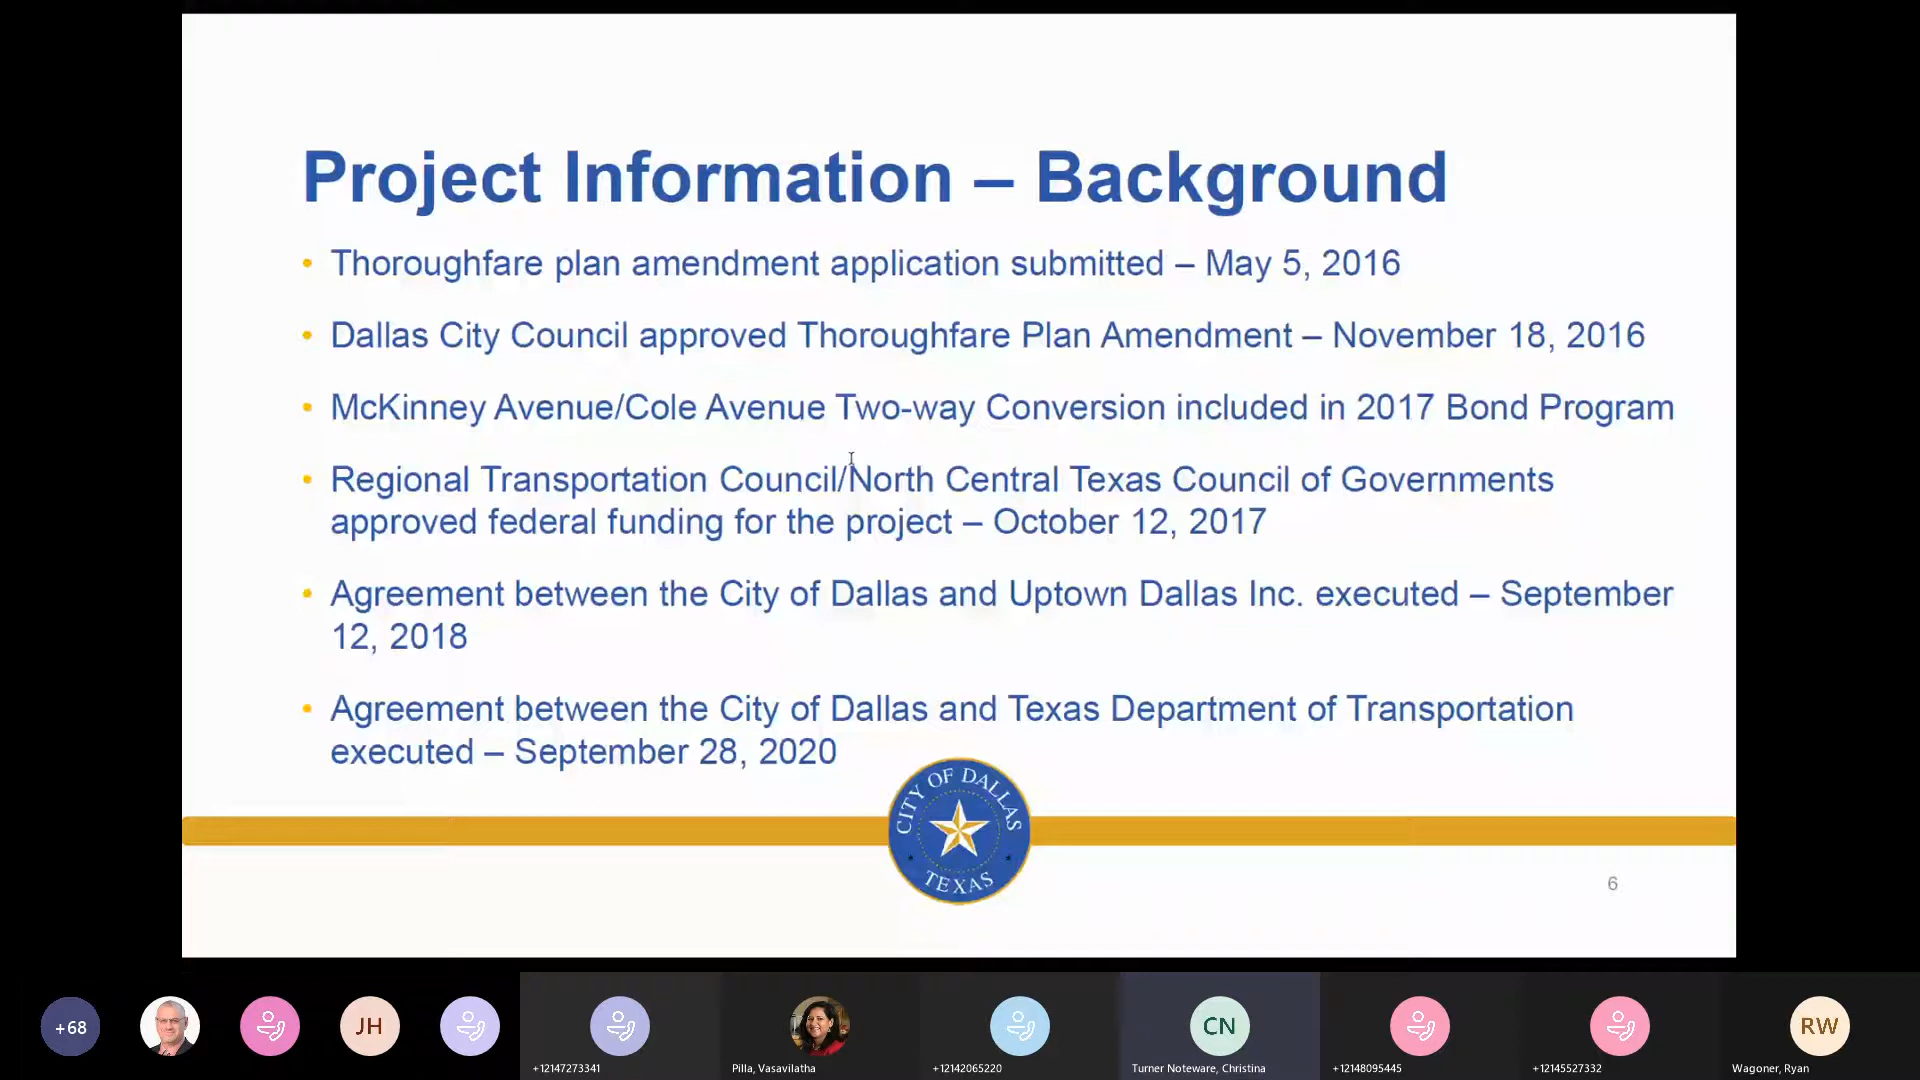 Project Information – Background
• Thoroughfare plan amendment application submitted – May 5, 2016
• Dallas City Council approved Thoroughfare Plan Amendment – November 18, 2016
• McKinney Avenue/Cole Avenue Two-way Conversion included in 2017 Bond Program
• Regional Transportation Council/North Central Texas Council of Governments
approved federal funding for the project – October 12, 2017
• Agreement between the City of Dallas and Uptown Dallas Inc. executed – September
12, 2018
• Agreement between the City of Dallas and Texas Department of Transportation
executed – September 28, 2020
CITY OF DALLAS
TEXAS
6
+68
JH
CN
RW
+12147273341
Pilla, Vasavilatha
+12142065220
Turner Noteware, Christina
+12148095445
+12145527332
Wagoner, Ryan